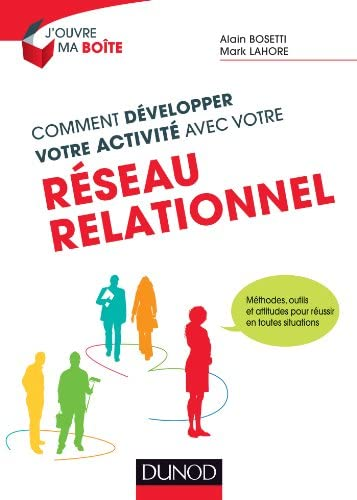 J'OUVRE
MA BOÎTE
Alain BOSETTI
Mark LAHORE
COMMENT DÉVELOPPER
VOTRE ACTIVITÉ AVEC VOTRE
RÉSEAU
RELATIONNEL
Méthodes, outils
et attitudes pour réussir
en toutes situations
DUNOD